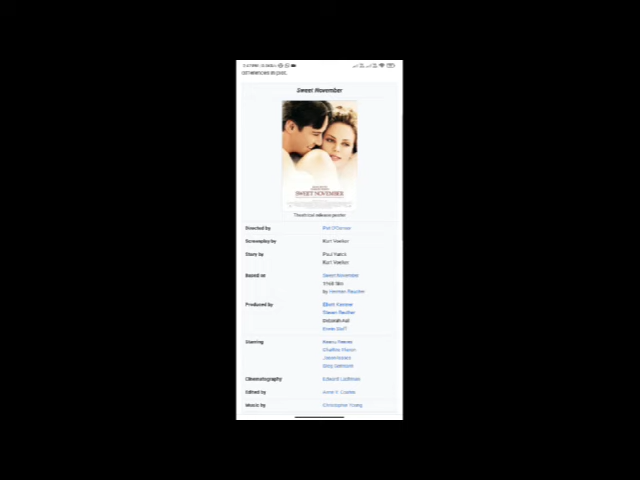 Sweet November
SWEET NOVEMBER
Theatrical release poster
Directed by
Pat O'Connor
Screenplay by
Kurt Voelker
Story by
Paul Yurick
Kurt Voelker
Based on
Sweet November
by Herman Raucher
Produced by
Elliott Kastner
Steven Reuther
Deborah Aal
Erwin Stoff
Starring
Keanu Reeves
Charlize Theron
Jason Isaacs
Greg Germann
Cinematography
Edward Lachman
Edited by
Anne V. Coates
Music by
Christopher Young